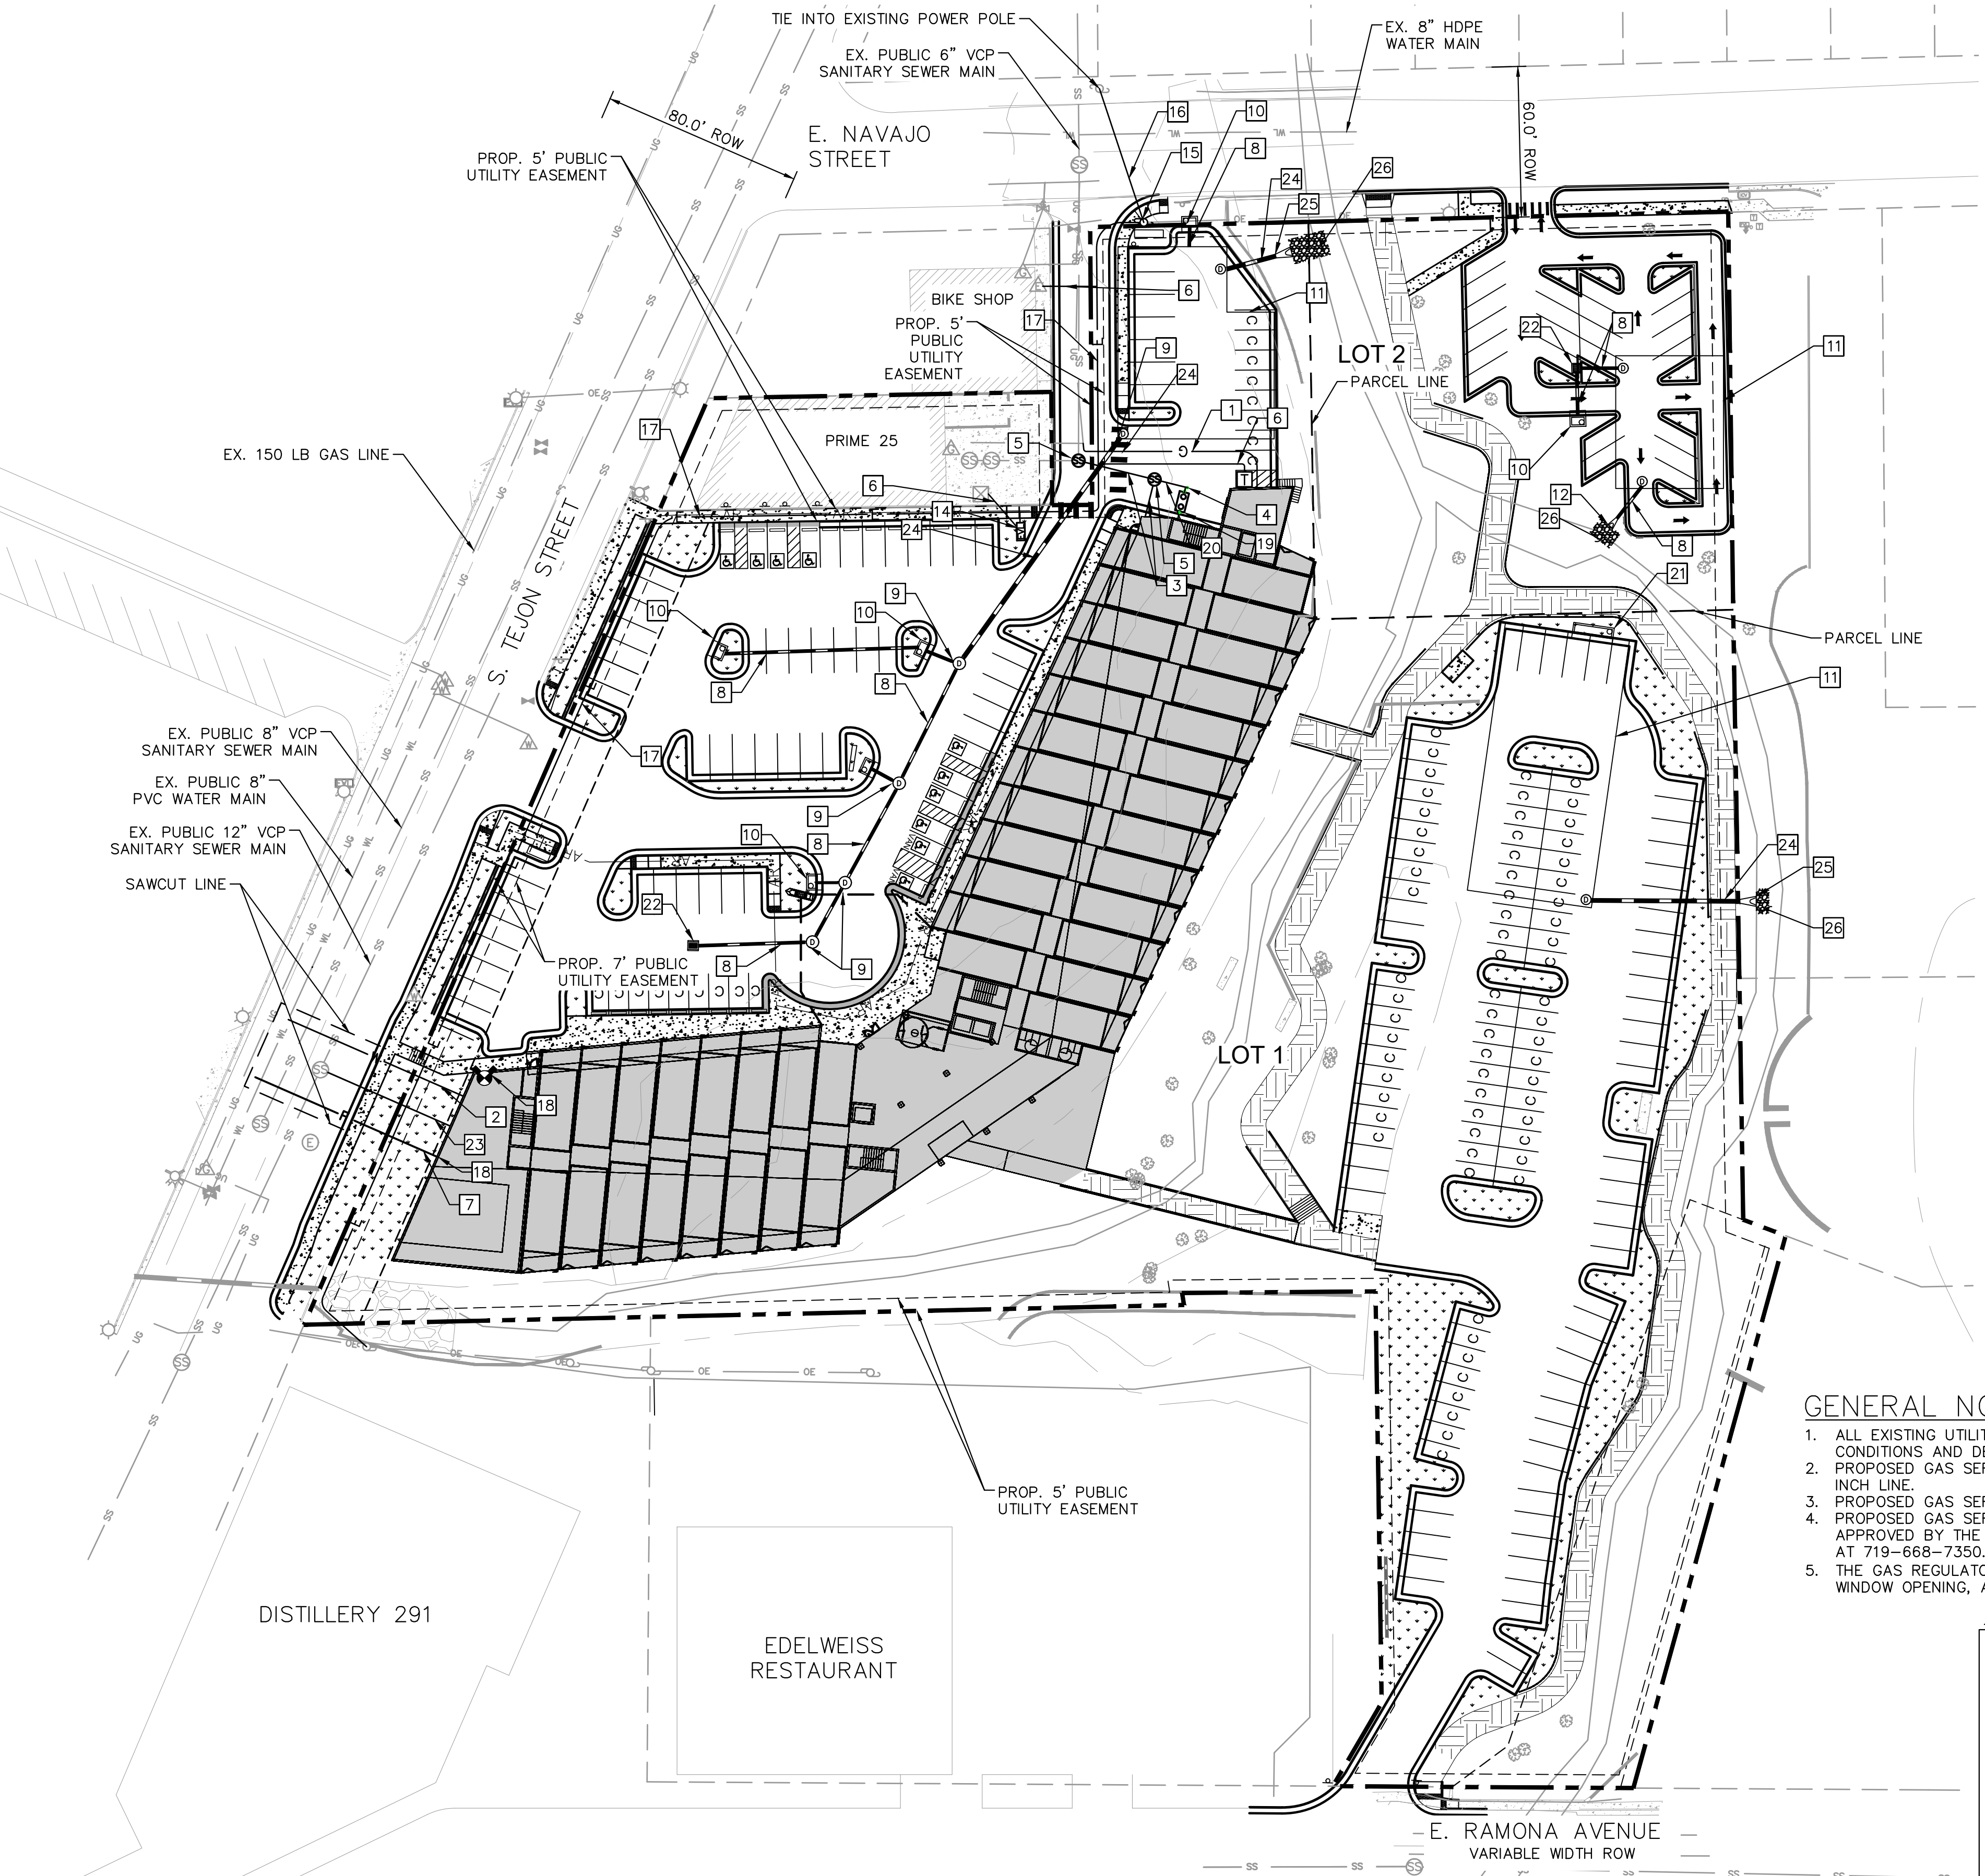 TIE INTO EXISTING POWER POLE
EX. PUBLIC 6" VCP
SANITARY SEWER MAIN
EX. 8" HDPE
WATER MAIN
80.0' ROW
E. NAVAJO
STREET
60.0' ROW
PROP. 5' PUBLIC
UTILITY EASEMENT
16
10
15
8
26
24
25
BIKE SHOP
6
11
17
PROP. 5'
PUBLIC
UTILITY
EASEMENT
9
24
LOT 2
PARCEL LINE
22
8
11
1
6
17
PRIME 25
5
EX. 150 LB GAS LINE
S. TEJON STREET
6
14
24
4
19
20
5
3
10
12
26
8
21
9
10
10
8
8
PARCEL LINE
11
EX. PUBLIC 8" VCP
SANITARY SEWER MAIN
EX. PUBLIC 8"
PVC WATER MAIN
EX. PUBLIC 12" VCP
SANITARY SEWER MAIN
SAWCUT LINE
17
9
8
10
22
24
25
26
PROP. 7' PUBLIC
UTILITY EASEMENT
8
9
LOT 1
2
18
23
18
7
PROP. 5' PUBLIC
UTILITY EASEMENT
GENERAL NO
1. ALL EXISTING UTILIT
CONDITIONS AND DE
2. PROPOSED GAS SER
INCH LINE.
3. PROPOSED GAS SER
4. PROPOSED GAS SER
APPROVED BY THE
AT 719-668-7350.
5. THE GAS REGULATO
WINDOW OPENING, A
DISTILLERY 291
EDELWEISS
RESTAURANT
E. RAMONA AVENUE
VARIABLE WIDTH ROW